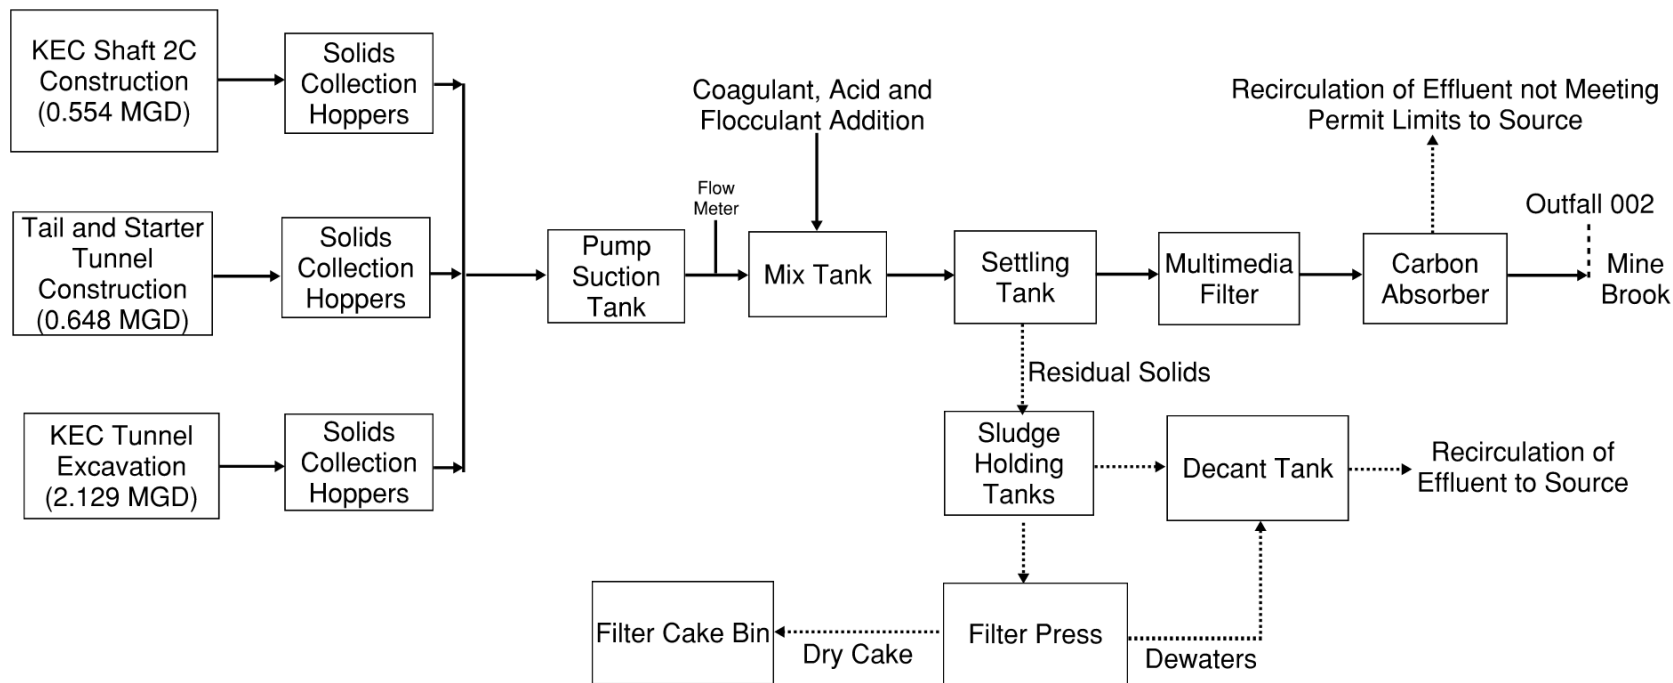 KEC Shaft 2C
Construction
(0.554 MGD)
Solids
Collection
Hoppers
Coagulant, Acid and
Flocculant Addition
Recirculation of Effluent not Meeting
Permit Limits to Source
Tail and Starter
Tunnel
Construction
(0.648 MGD)
Solids
Collection
Hoppers
Pump
Suction
Tank
Flow
Meter
Mix Tank
Settling
Tank
Multimedia
Filter
Carbon
Absorber
Outfall 002
Mine
Brook
Residual Solids
KEC Tunnel
Excavation
(2.129 MGD)
Solids
Collection
Hoppers
Sludge
Holding
Tanks
Decant Tank
Recirculation of
Effluent to Source
Filter Cake Bin
Dry Cake
Filter Press
Dewaters